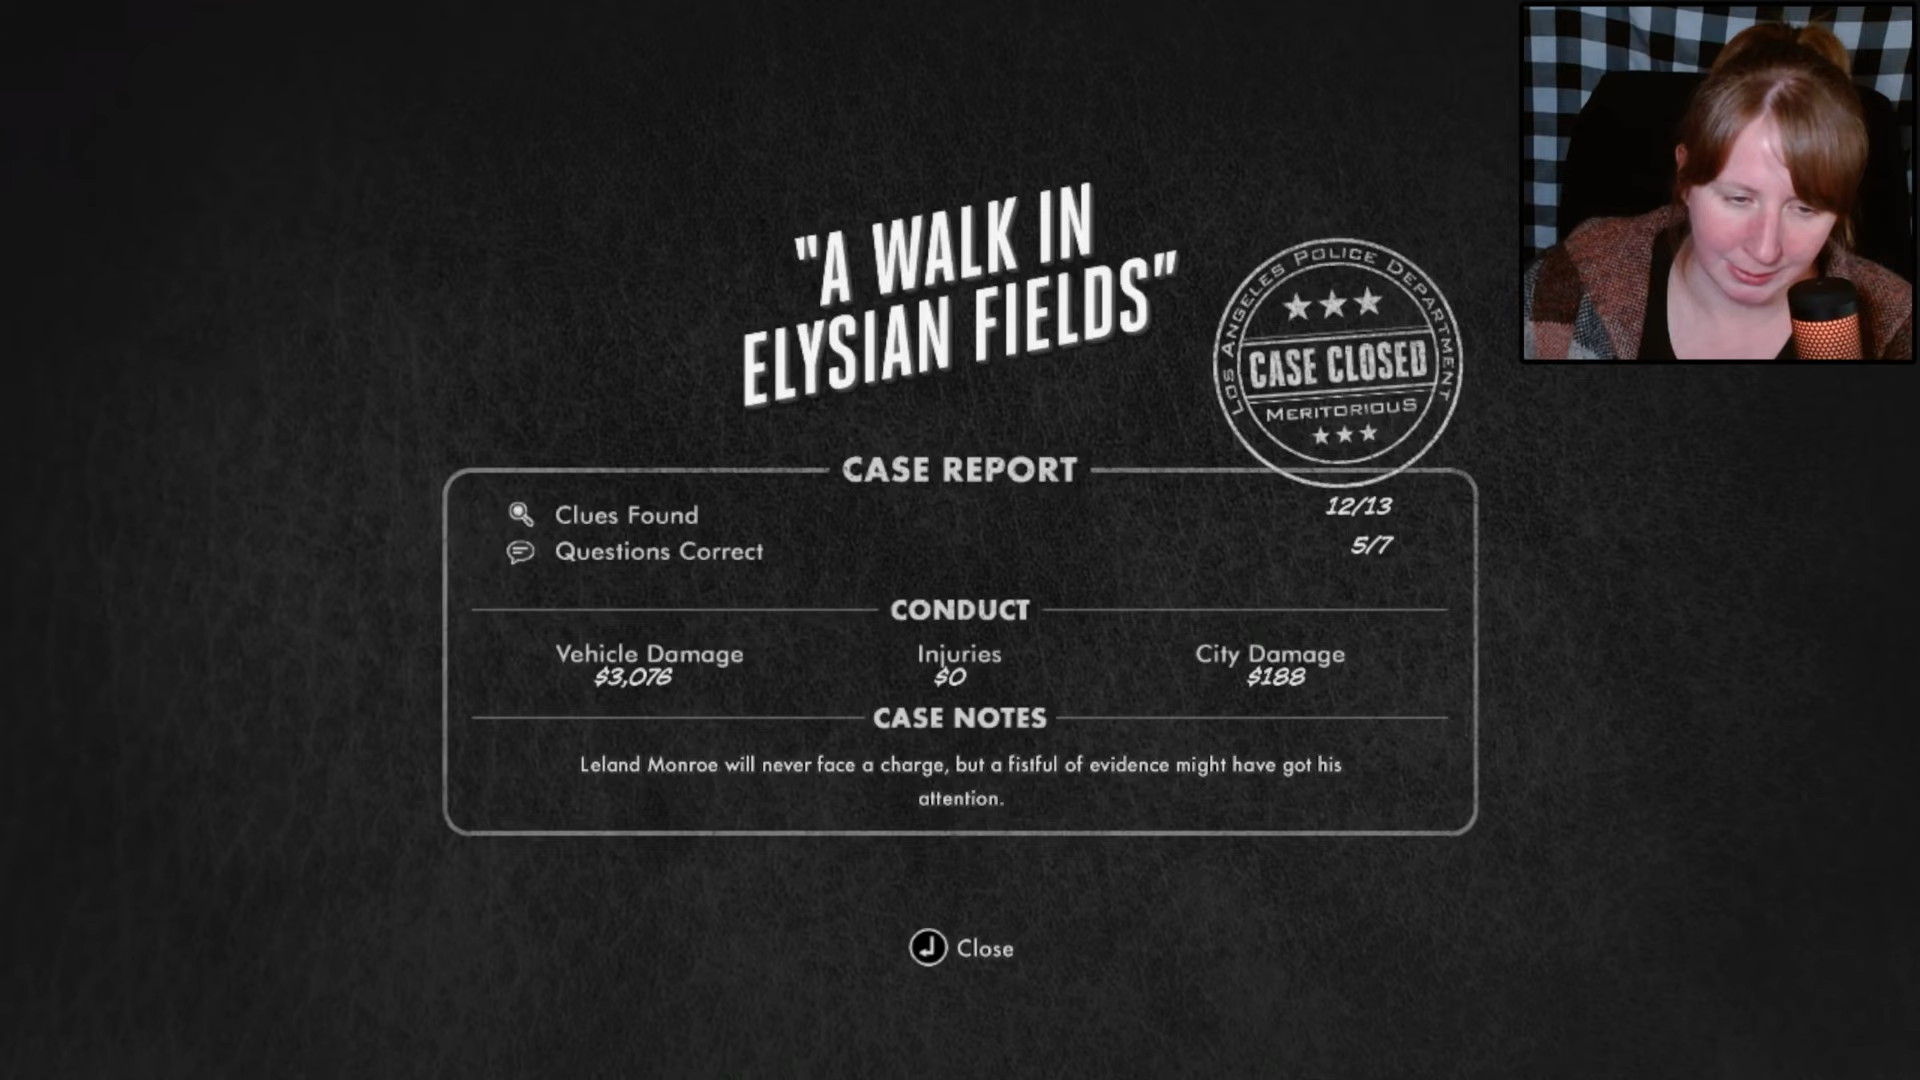 "A WALK IN
ELYSIAN FIELDS"
LOS ANGELES POLICE DEPARTMENT
CASE CLOSED
MERITORIOUS
CASE REPORT
Clues Found 12/13
Questions Correct 5/7
CONDUCT
Vehicle Damage Injuries City Damage
$3,076 $0 $188
CASE NOTES
Leland Monroe will never face a charge, but a fistful of evidence might have got his
attention.
Close